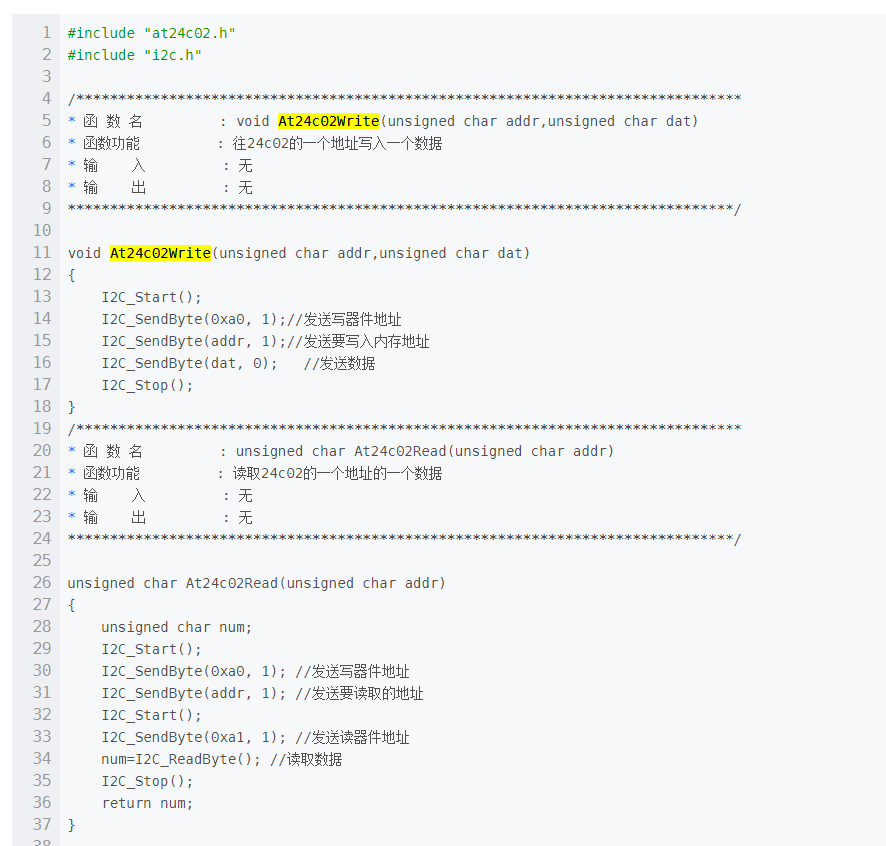 1 #include "at24c02.h"
2 #include "i2c.h"
3
4 /*******************************************************************************
5 * 函 数 名         : void At24c02Write(unsigned char addr,unsigned char dat)
6 * 函数功能         : 往24c02的一个地址写入一个数据
7 * 输    入         : 无
8 * 输    出         : 无
9 *******************************************************************************/
10
11 void At24c02Write(unsigned char addr,unsigned char dat)
12 {
13     I2C_Start();
14     I2C_SendByte(0xa0, 1);//发送写器件地址
15     I2C_SendByte(addr, 1);//发送要写入内存地址
16     I2C_SendByte(dat, 0);   //发送数据
17     I2C_Stop();
18 }
19 /*******************************************************************************
20 * 函 数 名         : unsigned char At24c02Read(unsigned char addr)
21 * 函数功能         : 读取24c02的一个地址的一个数据
22 * 输    入         : 无
23 * 输    出         : 无
24 *******************************************************************************/
25
26 unsigned char At24c02Read(unsigned char addr)
27 {
28     unsigned char num;
29     I2C_Start();
30     I2C_SendByte(0xa0, 1); //发送写器件地址
31     I2C_SendByte(addr, 1); //发送要读取的地址
32     I2C_Start();
33     I2C_SendByte(0xa1, 1); //发送读器件地址
34     num=I2C_ReadByte(); //读取数据
35     I2C_Stop();
36     return num;
37 }
38